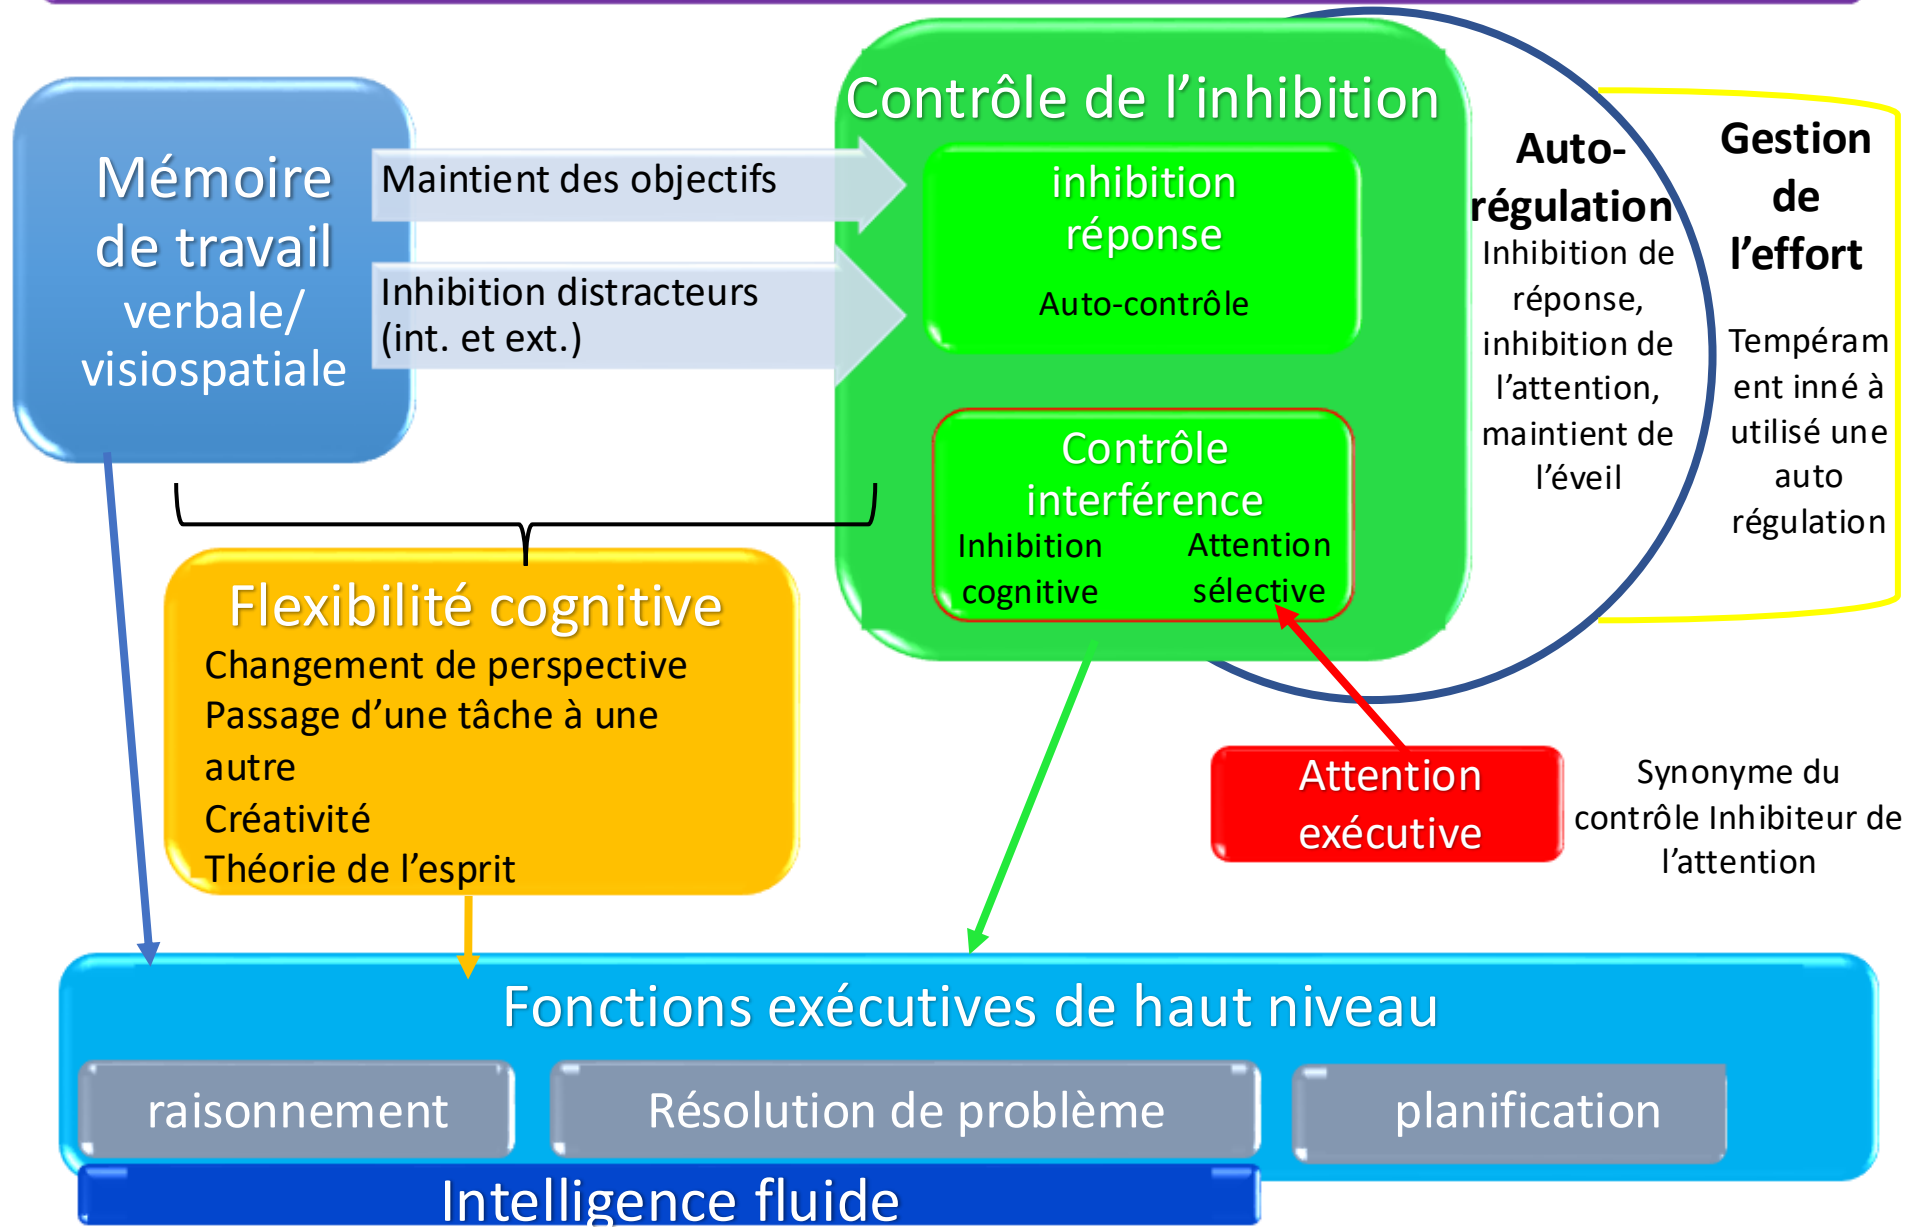 Mémoire
de travail
verbale/
visiospatiale
Maintient des objectifs
Inhibition distracteurs
(int. et ext.)
Contrôle de l’inhibition
inhibition
réponse
Auto-contrôle
Contrôle
interférence
Inhibition
cognitive
Attention
sélective
Auto-
régulation
Inhibition de
réponse,
inhibition de
l’attention,
maintient de
l’éveil
Gestion
de
l’effort
Tempéram
ent inné à
utilisé une
auto
régulation
Flexibilité cognitive
Changement de perspective
Passage d’une tâche à une
autre
Créativité
Théorie de l’esprit
Attention
exécutive
Synonyme du
contrôle Inhibiteur de
l’attention
Fonctions exécutives de haut niveau
raisonnement
Résolution de problème
planification
Intelligence fluide